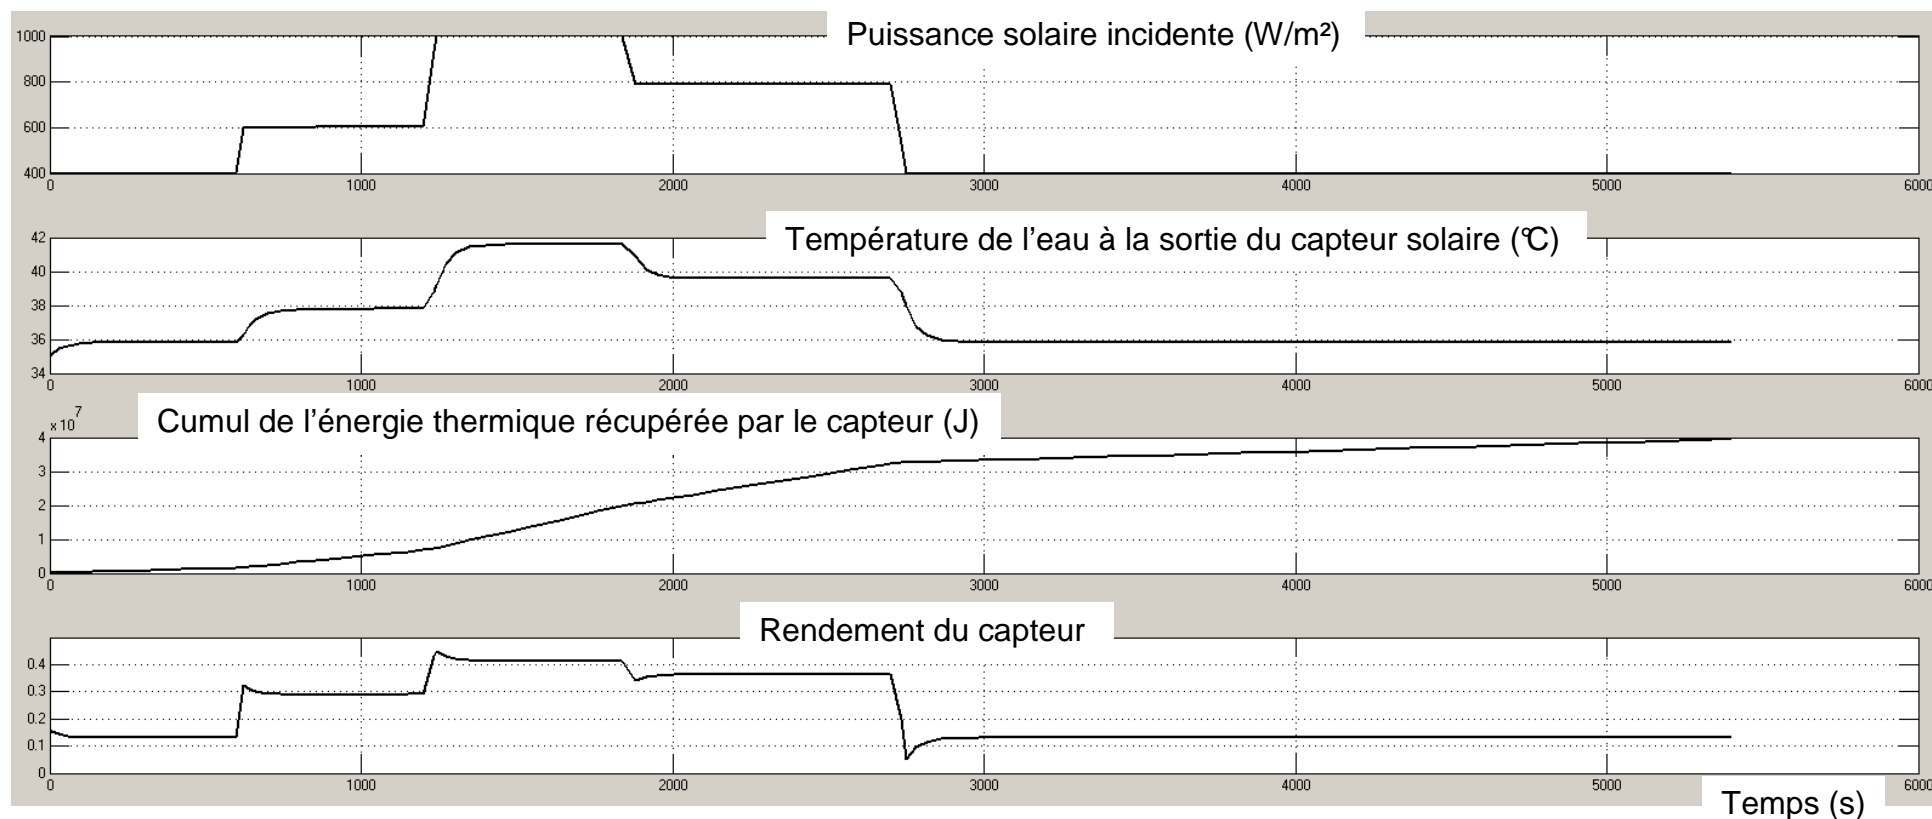 Puissance solaire incidente (W/m²)
1000
800
600
400
0 1000 2000 3000 4000 5000 6000
Température de l'eau à la sortie du capteur solaire (°C)
42
40
38
36
34
0 1000 2000 3000 4000 5000 6000
Cumul de l'énergie thermique récupérée par le capteur (J)
x 10^7
4
3
2
1
0
0 1000 2000 3000 4000 5000 6000
Rendement du capteur
0.4
0.3
0.2
0.1
0
0 1000 2000 3000 4000 5000 6000
Temps (s)